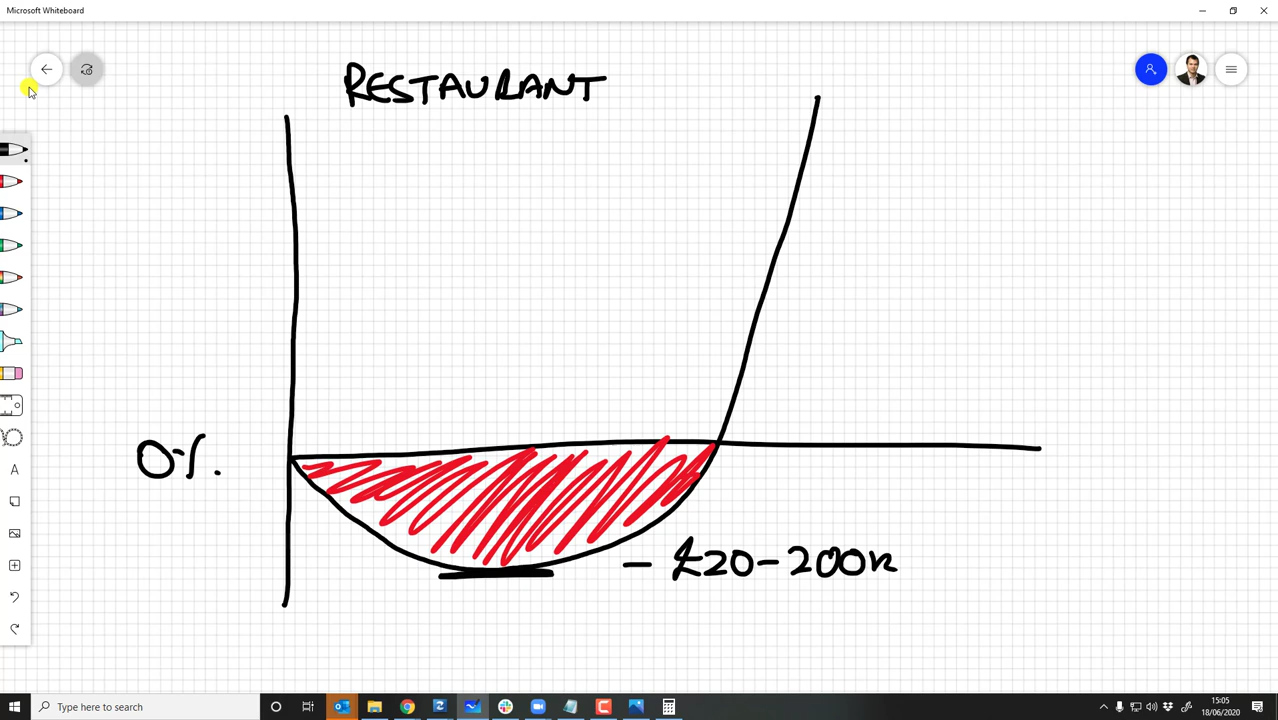 Microsoft Whiteboard
RESTAURANT
0%.
- £20-200K
A
Type here to search
15:05
18/06/2020